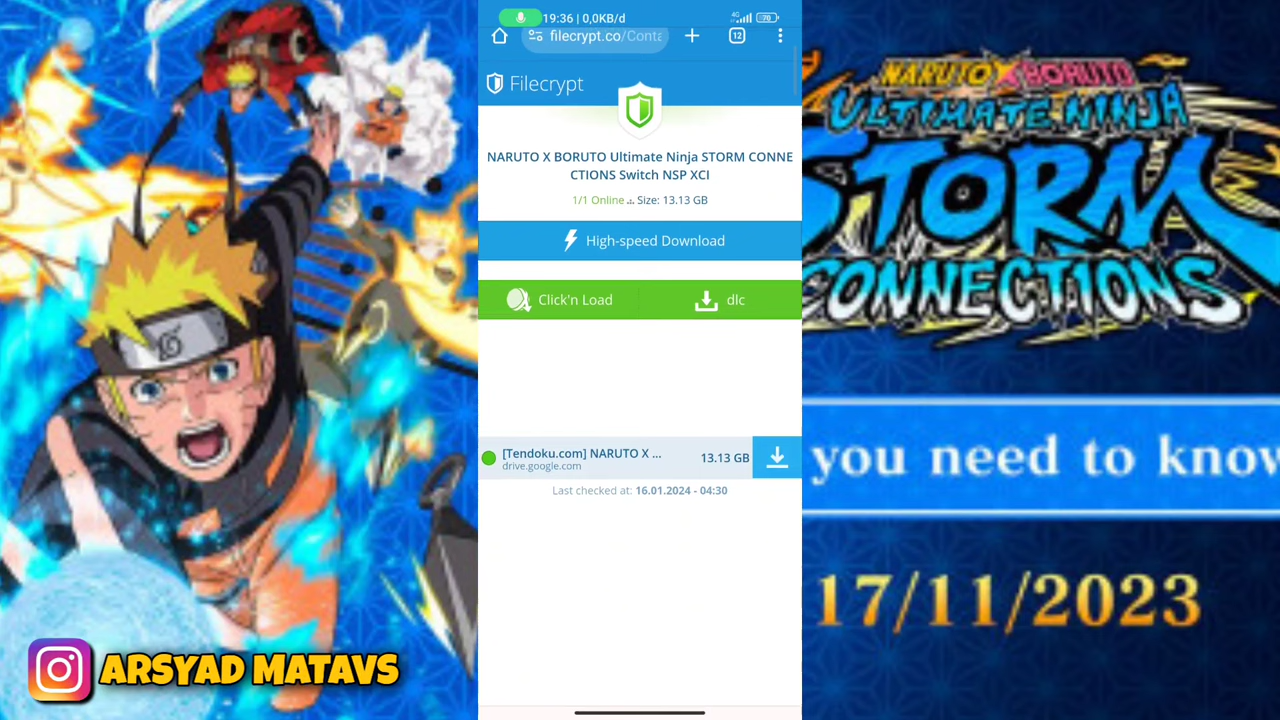 19:36 | 0,0KB/d
4G
70
filecrypt.co/Conta
12
Filecrypt
NARUTO X BORUTO Ultimate Ninja STORM CONNE
CTIONS Switch NSP XCI
1/1 Online ... Size: 13.13 GB
High-speed Download
Click'n Load
dlc
[Tendoku.com] NARUTO X ...
drive.google.com
13.13 GB
Last checked at: 16.01.2024 - 04:30
NARUTO X BORUTO
ULTIMATE NINJA
STORM
CONNECTIONS
you need to know
17/11/2023
ARSYAD MATAVS